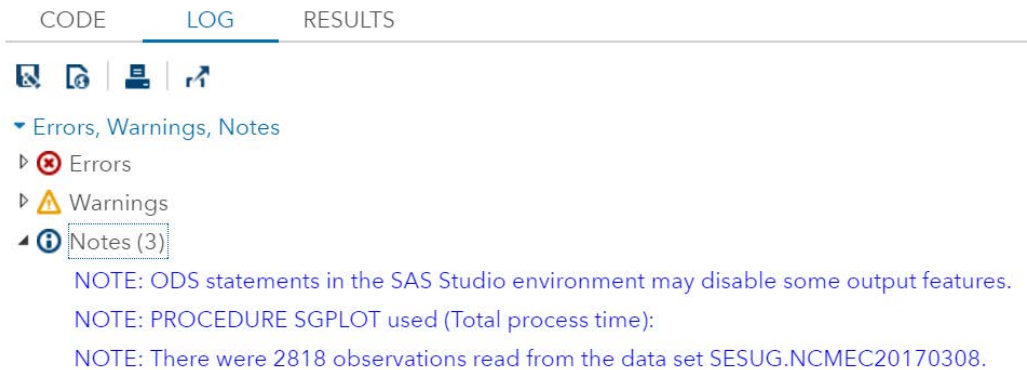 CODE LOG RESULTS
Errors, Warnings, Notes
Errors
Warnings
Notes (3)
NOTE: ODS statements in the SAS Studio environment may disable some output features.
NOTE: PROCEDURE SGPLOT used (Total process time):
NOTE: There were 2818 observations read from the data set SESUG.NCMEC20170308.